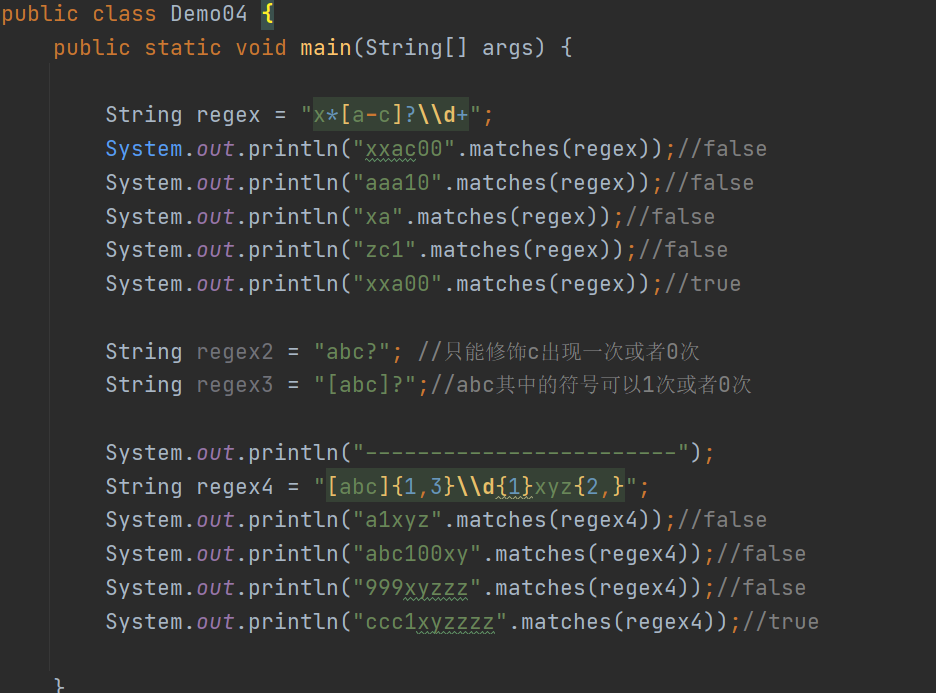 public class Demo04 {
public static void main(String[] args) {
String regex = "x*[a-c]?\\d+";
System.out.println("xxac00".matches(regex));//false
System.out.println("aaa10".matches(regex));//false
System.out.println("xa".matches(regex));//false
System.out.println("zc1".matches(regex));//false
System.out.println("xxa00".matches(regex));//true
String regex2 = "abc?"; //只能修饰c出现一次或者0次
String regex3 = "[abc]?";//abc其中的符号可以1次或者0次
System.out.println("------------------------");
String regex4 = "[abc]{1,3}\\d{1}xyz{2,}";
System.out.println("a1xyz".matches(regex4));//false
System.out.println("abc100xy".matches(regex4));//false
System.out.println("999xyzzz".matches(regex4));//false
System.out.println("ccc1xyzzzz".matches(regex4));//true
}